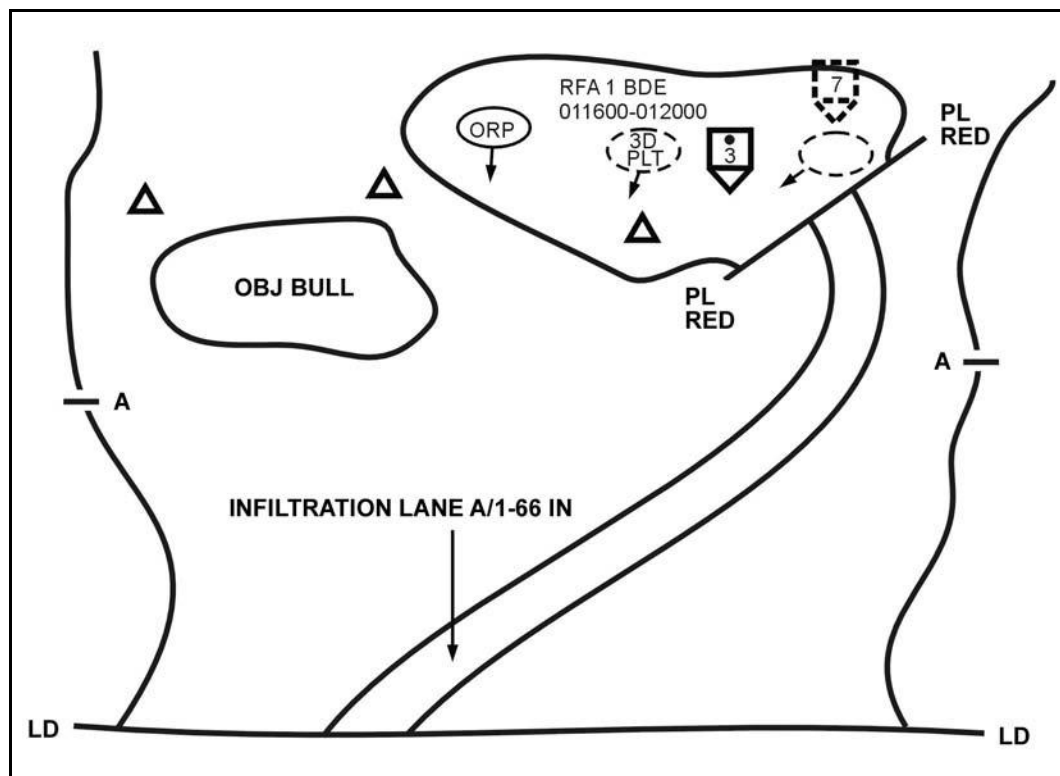 7
RFA 1 BDE
011600-012000
PL
RED
ORP
3D
PLT
3
OBJ BULL
PL
RED
A
A
INFILTRATION LANE A/1-66 IN
LD
LD